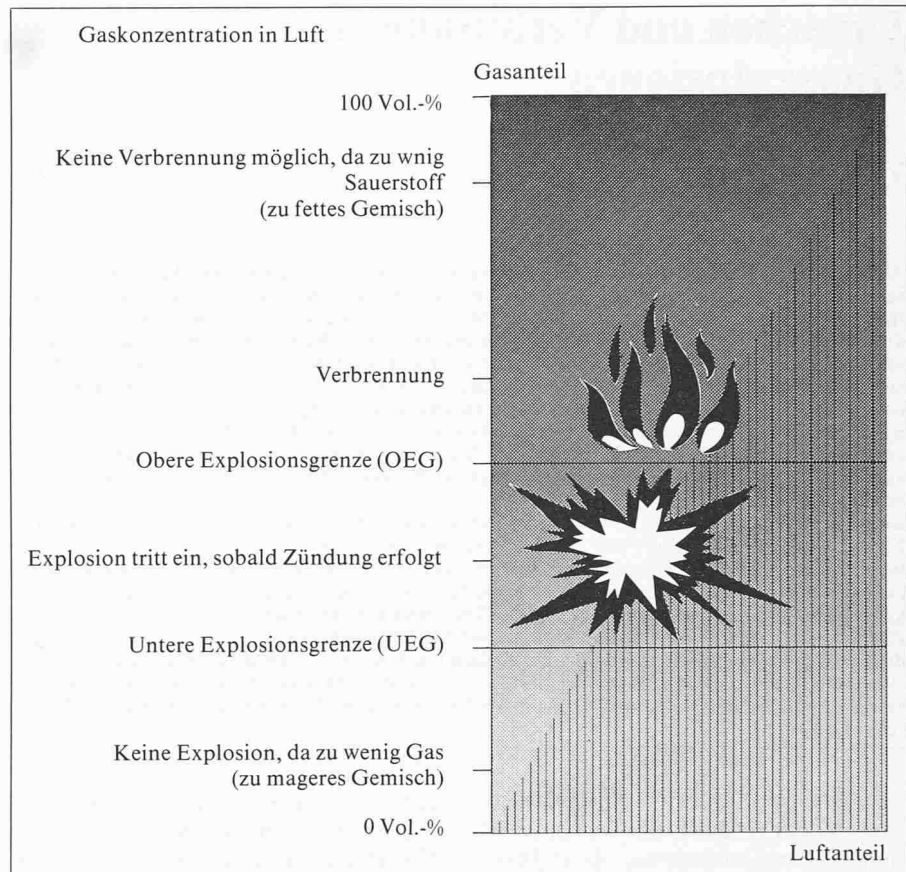 Gaskonzentration in Luft
Gasanteil
100 Vol.-%
Keine Verbrennung möglich, da zu wnig
Sauerstoff
(zu fettes Gemisch)
Verbrennung
Obere Explosionsgrenze (OEG)
Explosion tritt ein, sobald Zündung erfolgt
Untere Explosionsgrenze (UEG)
Keine Explosion, da zu wenig Gas
(zu mageres Gemisch)
0 Vol.-%
Luftanteil